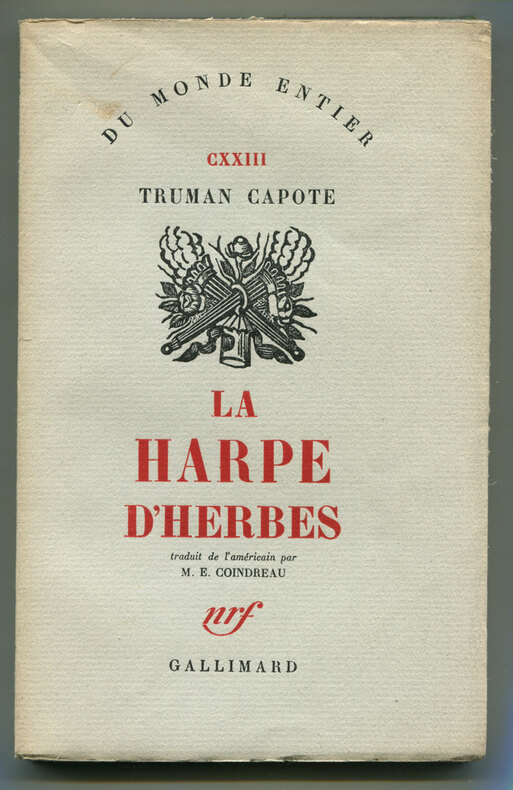 DU MONDE ENTIER
CXXIII
TRUMAN CAPOTE
LA
HARPE
D'HERBES
traduit de l'américain par
M. E. COINDREAU
nrf
GALLIMARD